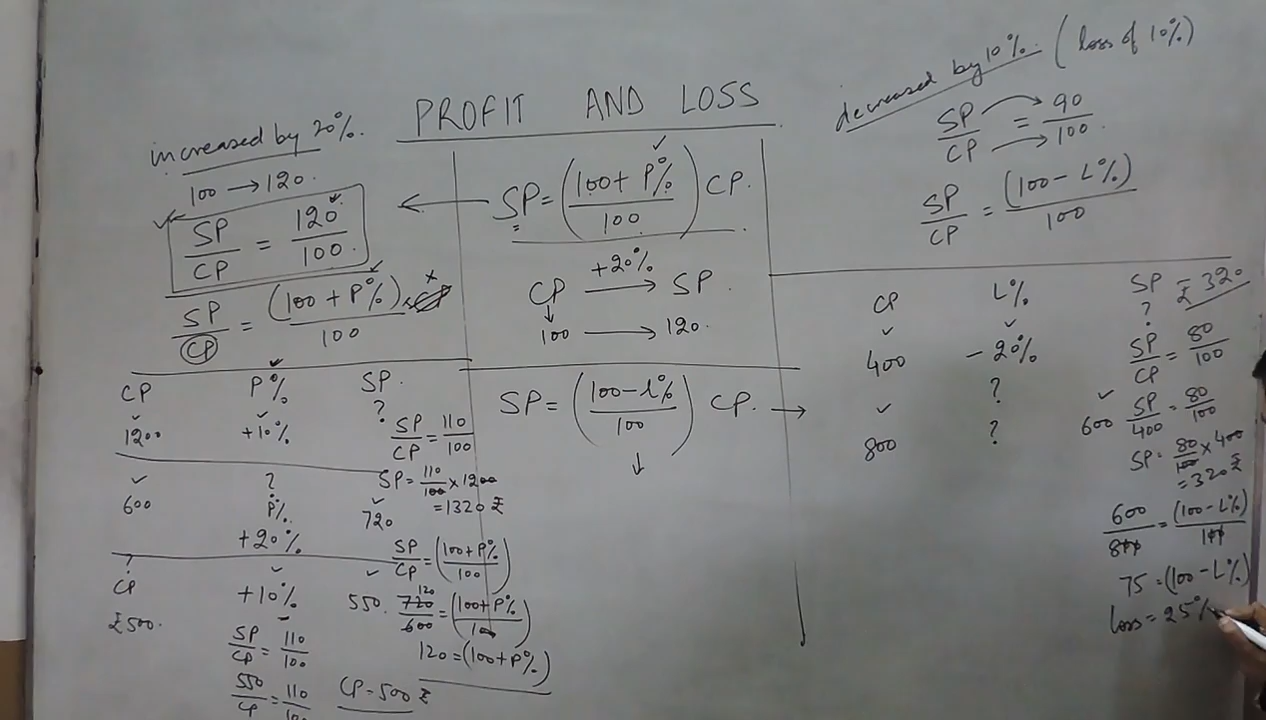 PROFIT AND LOSS
increased by 20%.
100 → 120.
SP/CP = 120/100.
SP/CP = (100 + P%)/100 ×
SP = ((100 + P%)/100) CP.
CP +20% → SP.
100 → 120.
SP = ((100 - L%)/100) CP. →
decreased by 10%. (loss of 10%)
SP/CP = 90/100.
SP/CP = (100 - L%)/100
CP P% SP.
1200 +10% ?
SP/CP = 110/100
SP = 110/100 × 1200
= 1320 ₹
600 ? 720
P%
+20%
SP/CP = ((100 + P%)/100)
720/600 = ((100 + P%)/100)
120
120 = (100 + P%)
?
CP +10% 550.
₹500.
SP/CP = 110/100
550/CP = 110/100
CP = 500 ₹
CP L% SP
? ₹ 320
400 - 20%
SP/CP = 80/100
?
800 ? 600
SP/400 = 80/100
SP = 80/100 × 400
= 320 ₹
600/800 = (100 - L%)/100
75 = (100 - L%)
loss = 25%